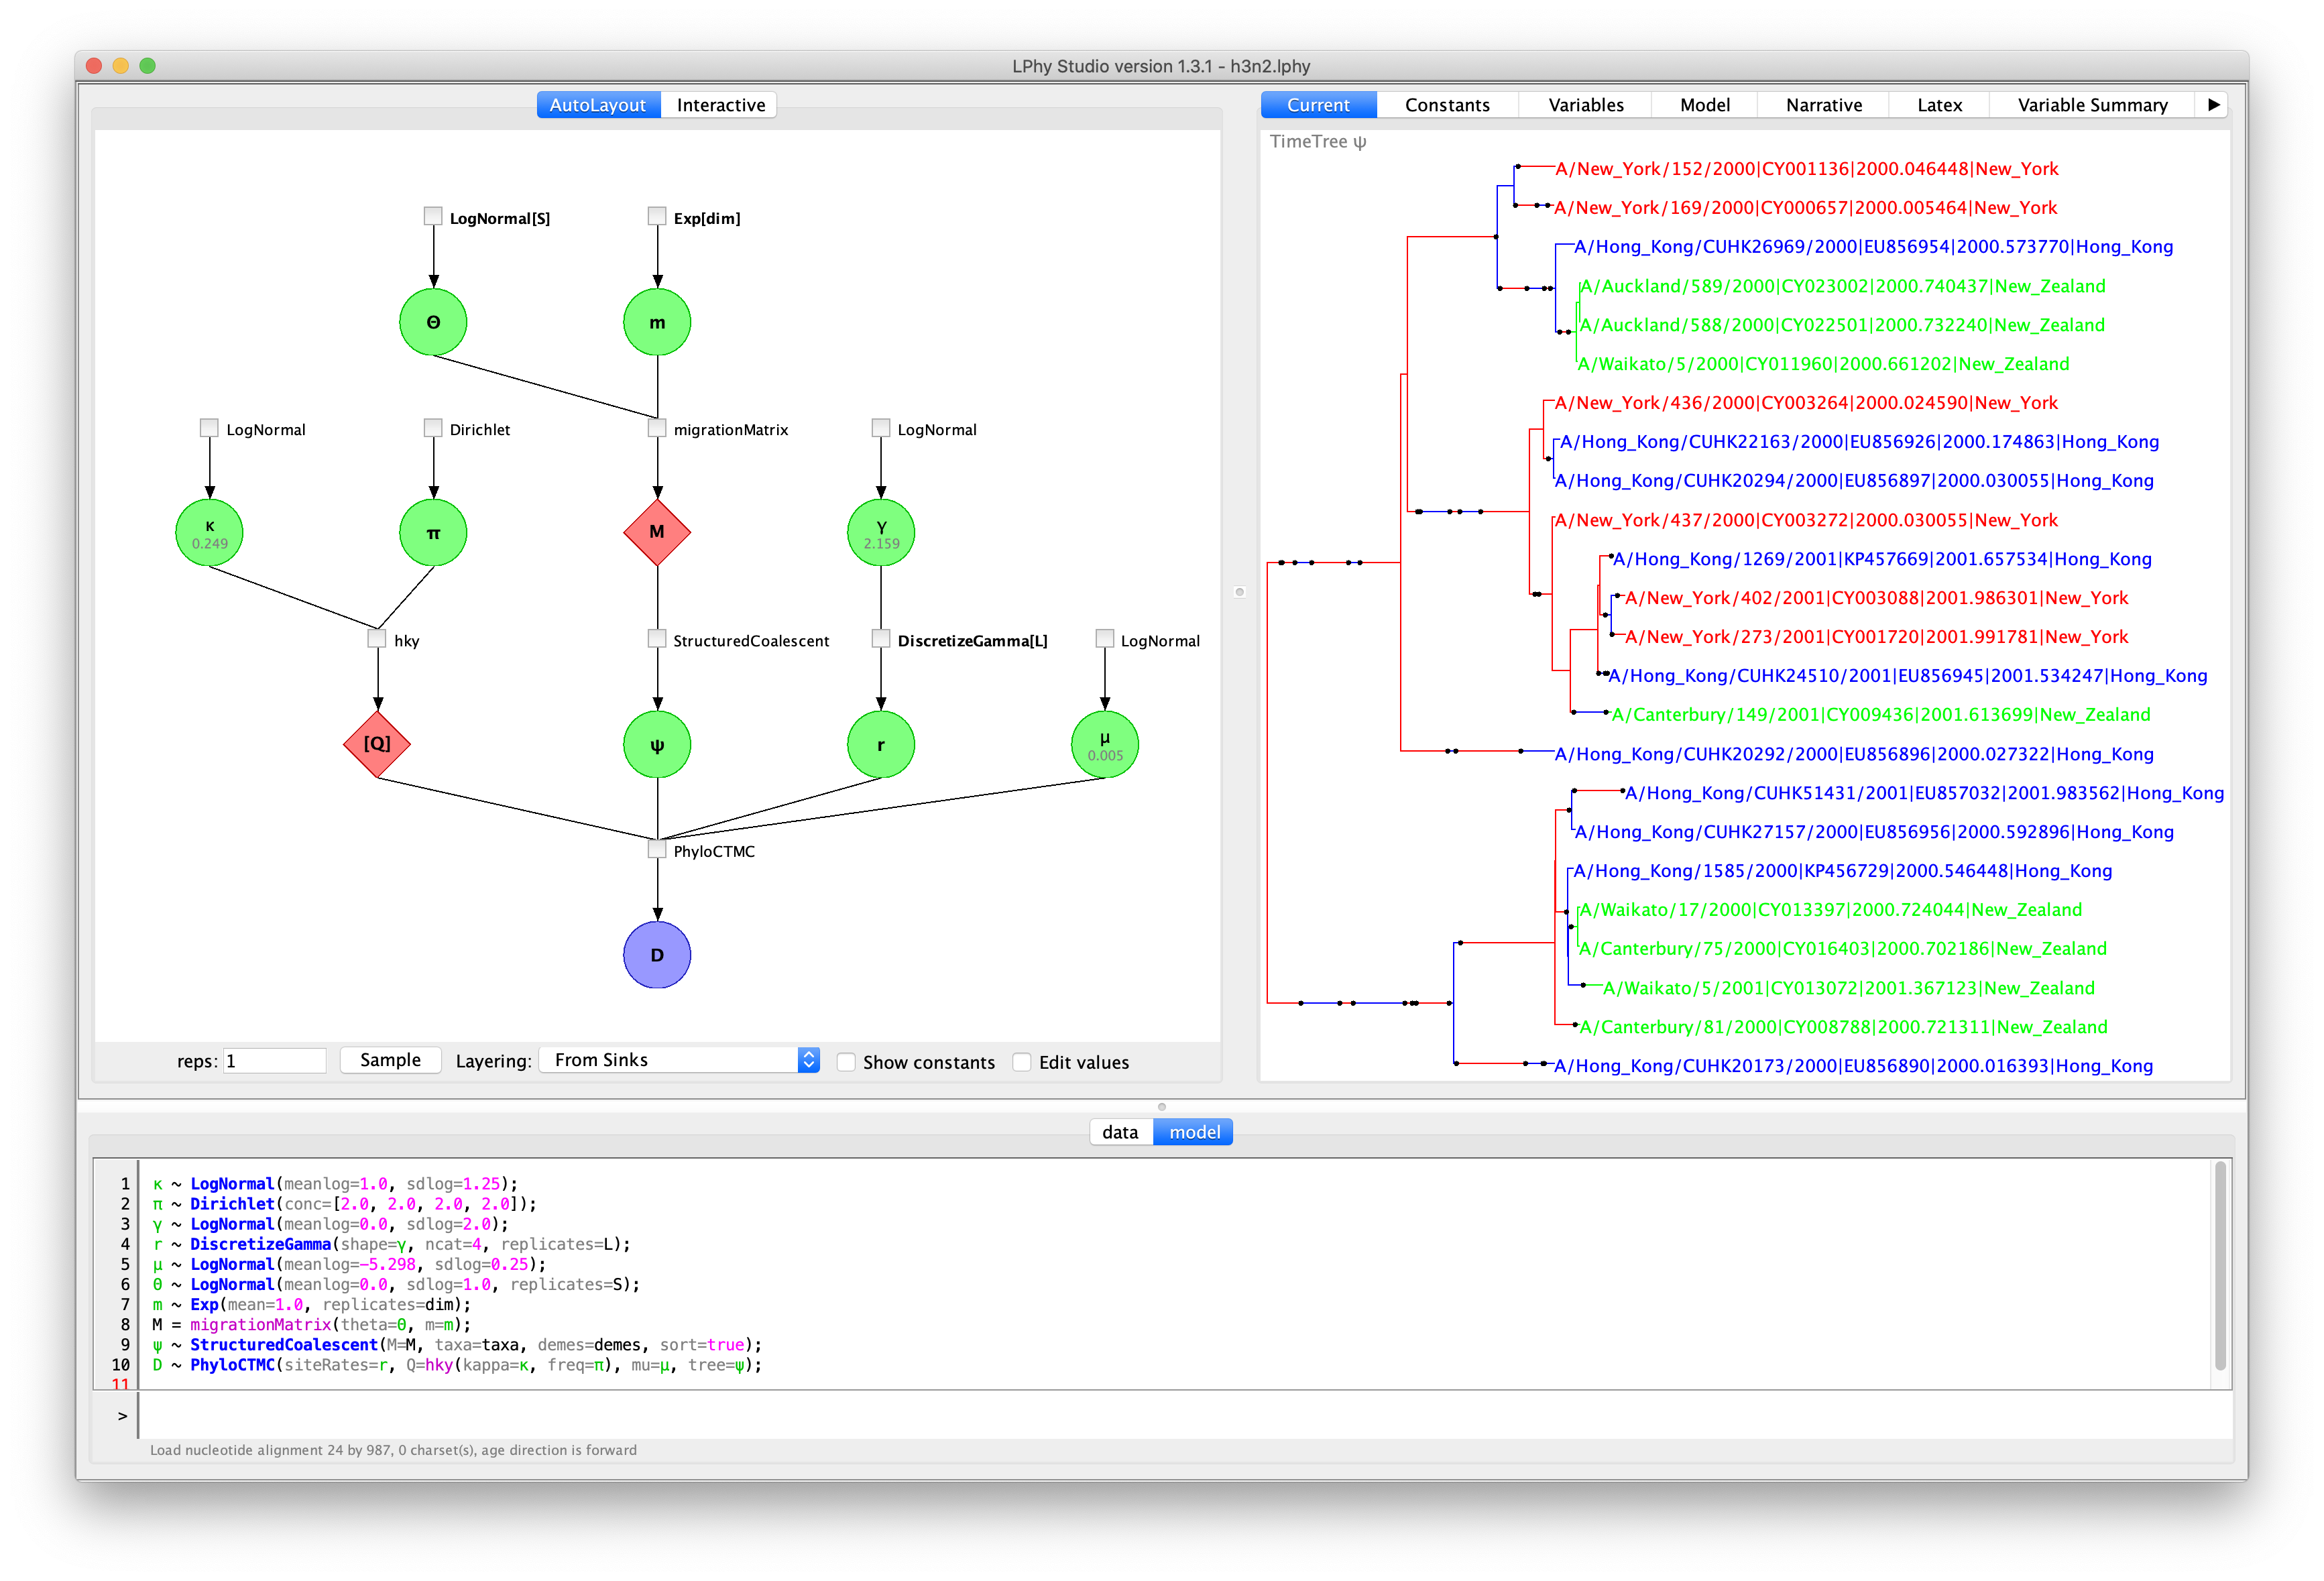 LPhy Studio version 1.3.1 - h3n2.lphy
AutoLayout Interactive
LogNormal[S] Exp[dim]
Θ m
LogNormal Dirichlet migrationMatrix LogNormal
κ π M γ
0.249 2.159
hky StructuredCoalescent DiscretizeGamma[L] LogNormal
[Q] ψ r μ
0.005
PhyloCTMC
D
reps: 1 Sample Layering: From Sinks Show constants Edit values
Current Constants Variables Model Narrative Latex Variable Summary
TimeTree ψ
A/New_York/152/2000|CY001136|2000.046448|New_York
A/New_York/169/2000|CY000657|2000.005464|New_York
A/Hong_Kong/CUHK26969/2000|EU856954|2000.573770|Hong_Kong
A/Auckland/589/2000|CY023002|2000.740437|New_Zealand
A/Auckland/588/2000|CY022501|2000.732240|New_Zealand
A/Waikato/5/2000|CY011960|2000.661202|New_Zealand
A/New_York/436/2000|CY003264|2000.024590|New_York
A/Hong_Kong/CUHK22163/2000|EU856926|2000.174863|Hong_Kong
A/Hong_Kong/CUHK20294/2000|EU856897|2000.030055|Hong_Kong
A/New_York/437/2000|CY003272|2000.030055|New_York
A/Hong_Kong/1269/2001|KP457669|2001.657534|Hong_Kong
A/New_York/402/2001|CY003088|2001.986301|New_York
A/New_York/273/2001|CY001720|2001.991781|New_York
A/Hong_Kong/CUHK24510/2001|EU856945|2001.534247|Hong_Kong
A/Canterbury/149/2001|CY009436|2001.613699|New_Zealand
A/Hong_Kong/CUHK20292/2000|EU856896|2000.027322|Hong_Kong
A/Hong_Kong/CUHK51431/2001|EU857032|2001.983562|Hong_Kong
A/Hong_Kong/CUHK27157/2000|EU856956|2000.592896|Hong_Kong
A/Hong_Kong/1585/2000|KP456729|2000.546448|Hong_Kong
A/Waikato/17/2000|CY013397|2000.724044|New_Zealand
A/Canterbury/75/2000|CY016403|2000.702186|New_Zealand
A/Waikato/5/2001|CY013072|2001.367123|New_Zealand
A/Canterbury/81/2000|CY008788|2000.721311|New_Zealand
A/Hong_Kong/CUHK20173/2000|EU856890|2000.016393|Hong_Kong
data model
1 κ ~ LogNormal(meanlog=1.0, sdlog=1.25);
2 π ~ Dirichlet(conc=[2.0, 2.0, 2.0, 2.0]);
3 γ ~ LogNormal(meanlog=0.0, sdlog=2.0);
4 r ~ DiscretizeGamma(shape=γ, ncat=4, replicates=L);
5 μ ~ LogNormal(meanlog=-5.298, sdlog=0.25);
6 Θ ~ LogNormal(meanlog=0.0, sdlog=1.0, replicates=S);
7 m ~ Exp(mean=1.0, replicates=dim);
8 M = migrationMatrix(theta=Θ, m=m);
9 ψ ~ StructuredCoalescent(M=M, taxa=taxa, demes=demes, sort=true);
10 D ~ PhyloCTMC(siteRates=r, Q=hky(kappa=κ, freq=π), mu=μ, tree=ψ);
11
>
Load nucleotide alignment 24 by 987, 0 charset(s), age direction is forward